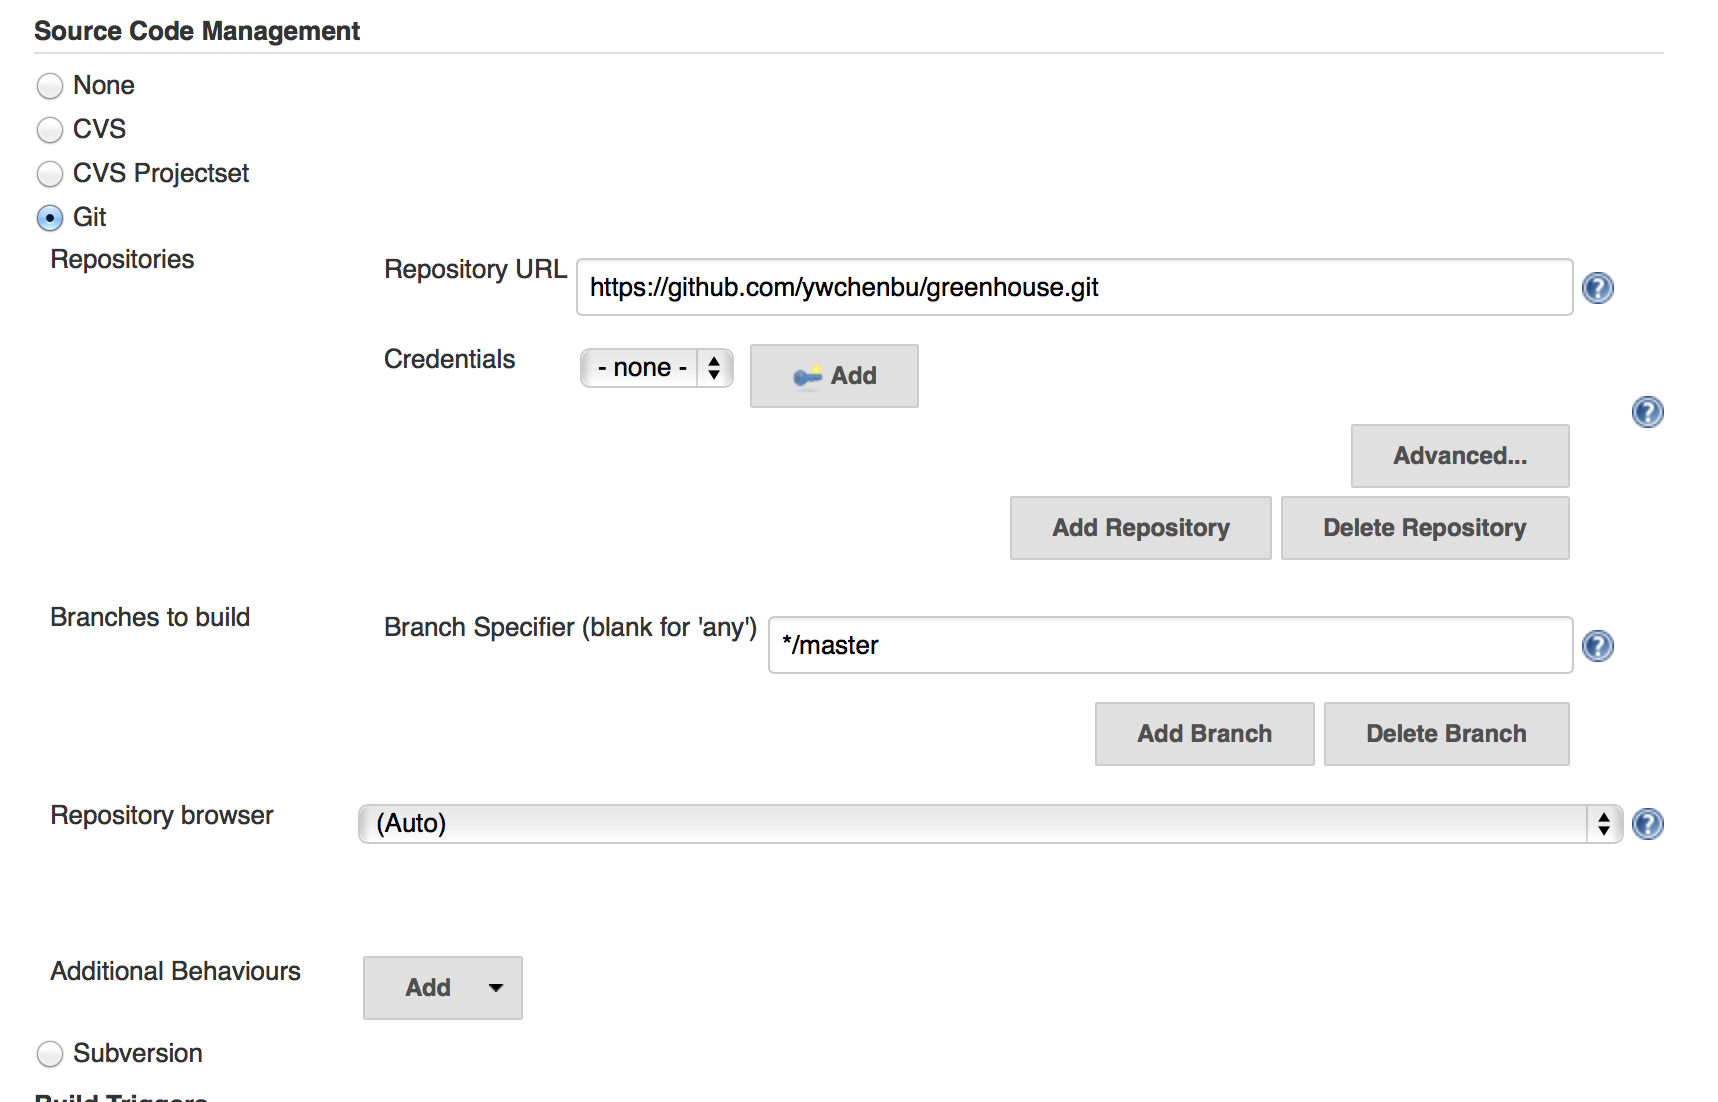 Source Code Management
None
CVS
CVS Projectset
Git
Repositories
Repository URL
https://github.com/ywchenbu/greenhouse.git
Credentials
- none -
Add
Advanced...
Add Repository
Delete Repository
Branches to build
Branch Specifier (blank for 'any')
*/master
Add Branch
Delete Branch
Repository browser
(Auto)
Additional Behaviours
Add
Subversion
Build Triggers